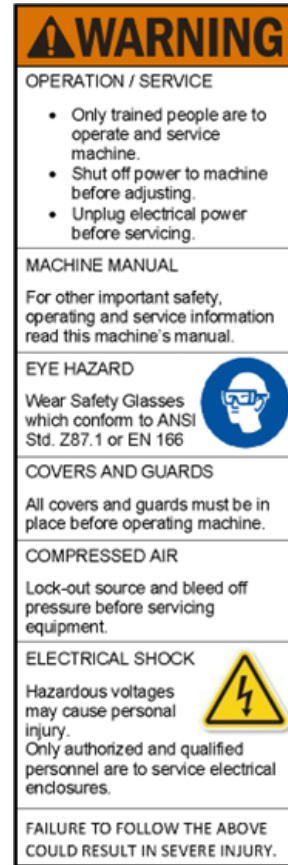 WARNING
OPERATION / SERVICE
• Only trained people are to
operate and service
machine.
• Shut off power to machine
before adjusting.
• Unplug electrical power
before servicing.
MACHINE MANUAL
For other important safety,
operating and service information
read this machine's manual.
EYE HAZARD
Wear Safety Glasses
which conform to ANSI
Std. Z87.1 or EN 166
COVERS AND GUARDS
All covers and guards must be in
place before operating machine.
COMPRESSED AIR
Lock-out source and bleed off
pressure before servicing
equipment.
ELECTRICAL SHOCK
Hazardous voltages
may cause personal
injury.
Only authorized and qualified
personnel are to service electrical
enclosures.
FAILURE TO FOLLOW THE ABOVE
COULD RESULT IN SEVERE INJURY.